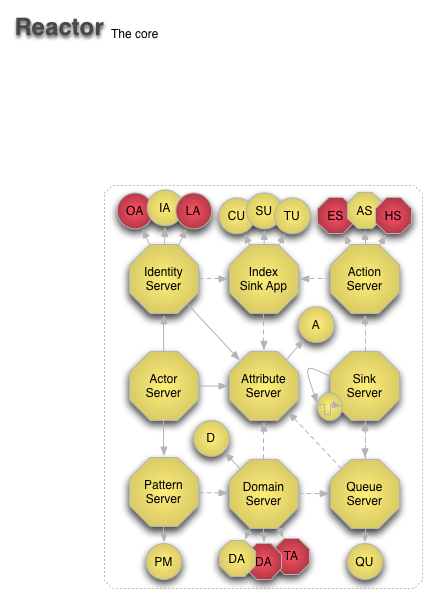 Reactor The core
OA IA LA CU SU TU ES AS HS
Identity
Server
Index
Sink App
Action
Server
A
Actor
Server
Attribute
Server
Sink
Server
D
Pattern
Server
Domain
Server
Queue
Server
PM
DA DA TA
QU